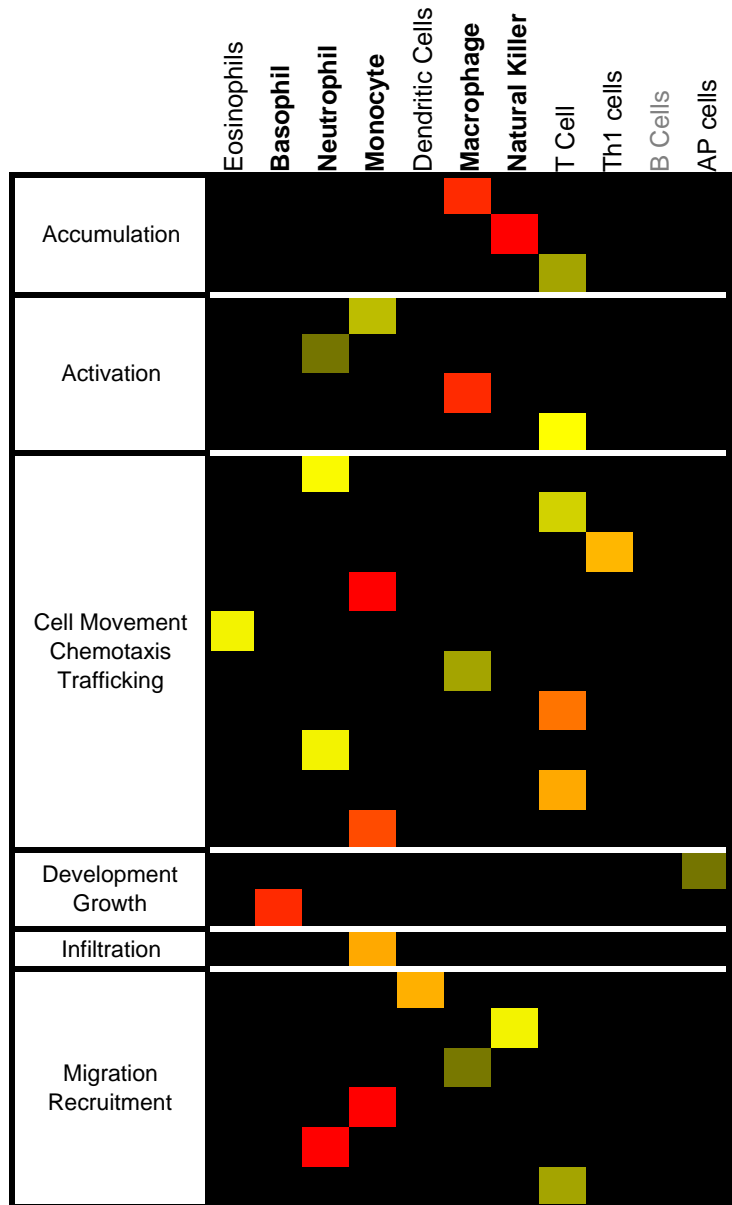 Eosinophils
Basophil
Neutrophil
Monocyte
Dendritic Cells
Macrophage
Natural Killer
T Cell
Th1 cells
B Cells
AP cells
Accumulation
Activation
Cell Movement
Chemotaxis
Trafficking
Development
Growth
Infiltration
Migration
Recruitment